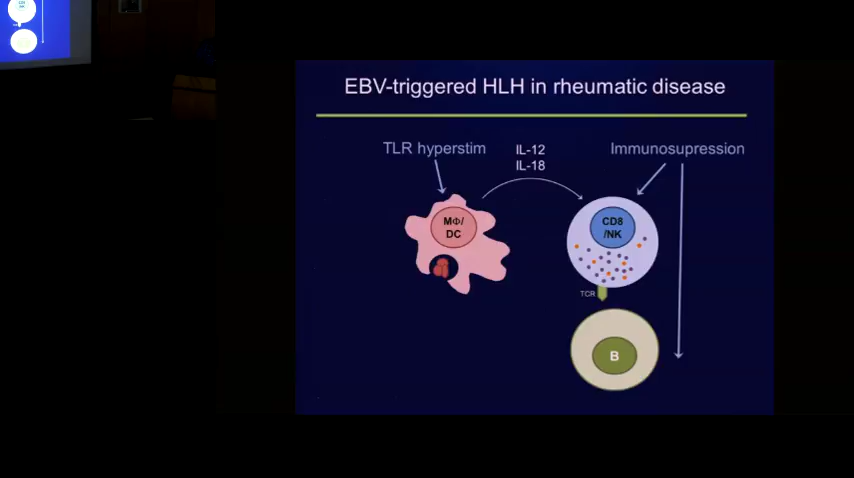 EBV-triggered HLH in rheumatic disease
TLR hyperstim
IL-12
IL-18
Immunosupression
MΦ/
DC
CD8
/NK
TCR
B